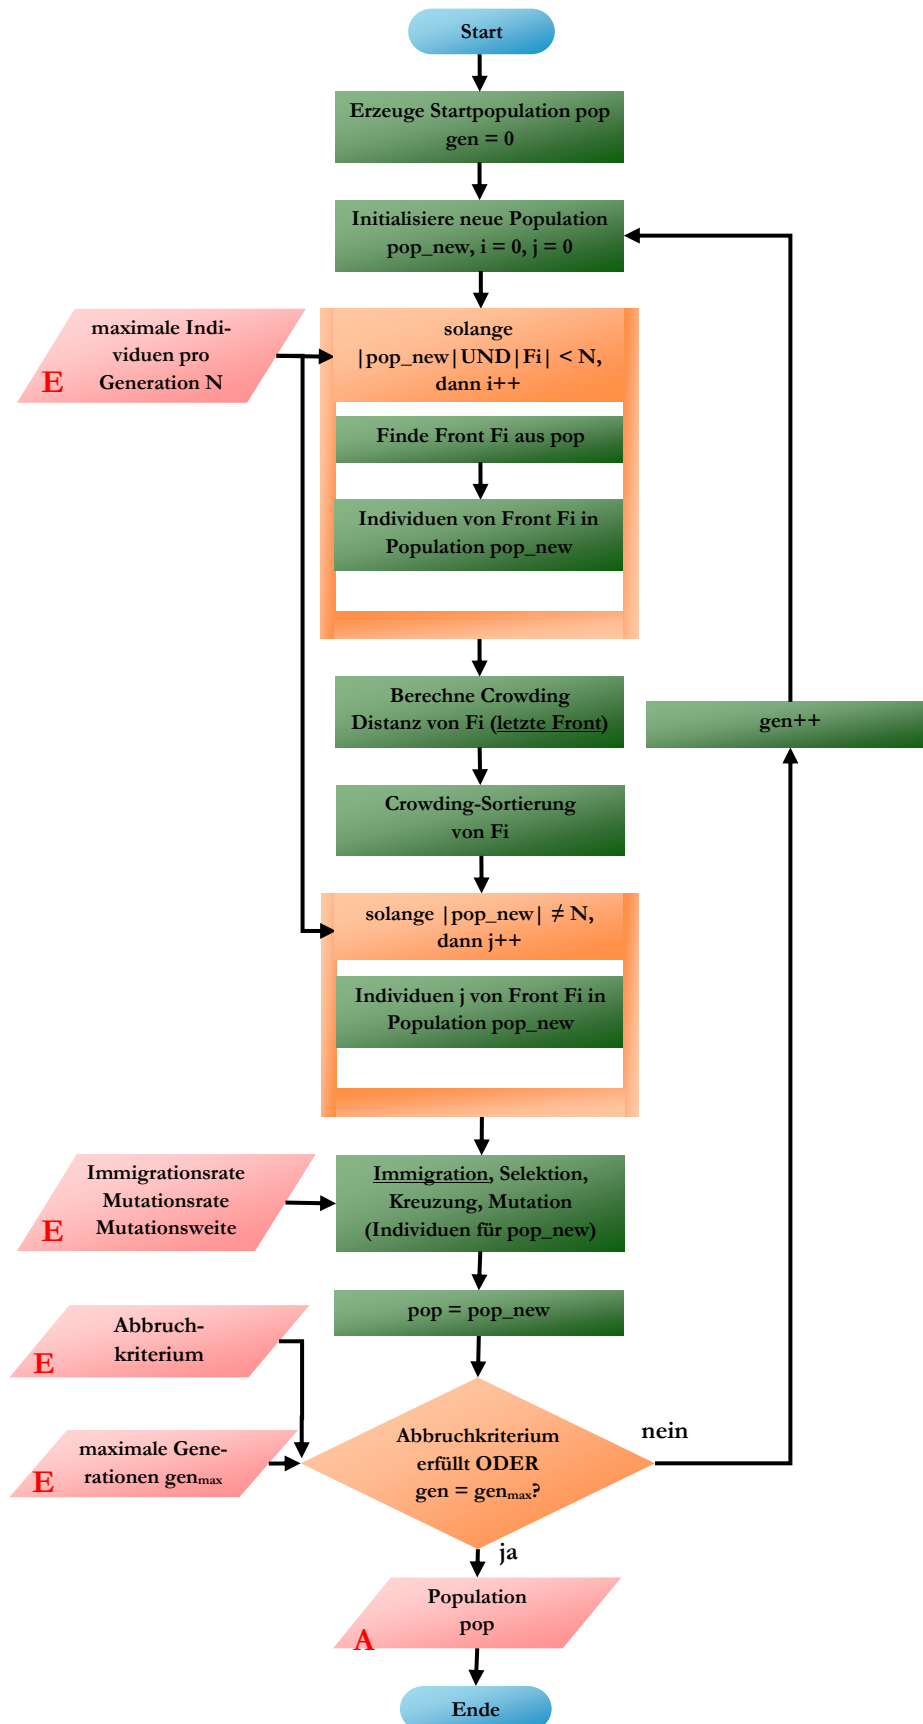 Start
Erzeuge Startpopulation pop
gen = 0
Initialisiere neue Population
pop_new, i = 0, j = 0
maximale Indi-
viduen pro
Generation N
E
solange
|pop_new|UND|Fi| < N,
dann i++
Finde Front Fi aus pop
Individuen von Front Fi in
Population pop_new
Berechne Crowding
Distanz von Fi (letzte Front)
gen++
Crowding-Sortierung
von Fi
solange |pop_new| ≠ N,
dann j++
Individuen j von Front Fi in
Population pop_new
Immigrationsrate
Mutationsrate
Mutationsweite
E
Immigration, Selektion,
Kreuzung, Mutation
(Individuen für pop_new)
pop = pop_new
Abbruch-
kriterium
E
maximale Gene-
rationen genmax
E
Abbruchkriterium
erfüllt ODER
gen = genmax?
nein
ja
Population
pop
A
Ende